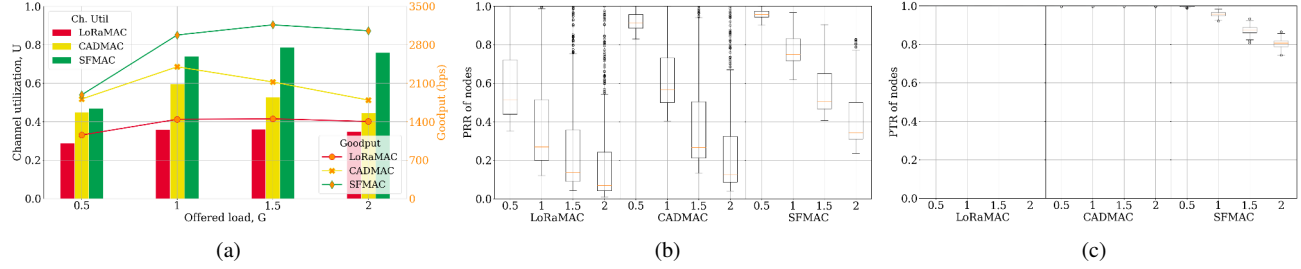 Ch. Util
LoRaMAC
CADMAC
SFMAC
Goodput
LoRaMAC
CADMAC
SFMAC
Channel utilization, U
1.0
0.8
0.6
0.4
0.2
0.0
3500
2800
2100
1400
700
0
Goodput (bps)
0.5 1 1.5 2
Offered load, G
(a)
PRR of nodes
1.0
0.8
0.6
0.4
0.2
0.0
0.5 1 1.5 2 0.5 1 1.5 2 0.5 1 1.5 2
LoRaMAC CADMAC SFMAC
(b)
PTR of nodes
1.0
0.8
0.6
0.4
0.2
0.0
0.5 1 1.5 2 0.5 1 1.5 2 0.5 1 1.5 2
LoRaMAC CADMAC SFMAC
(c)